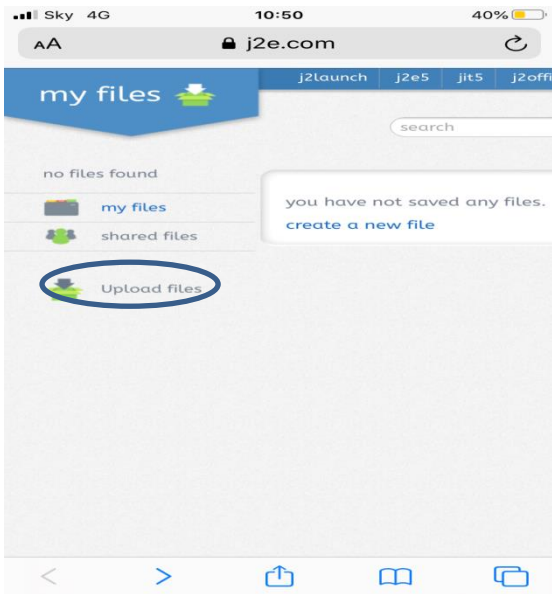 Sky 4G 10:50 40%
AA j2e.com
j2launch j2e5 jit5 j2offi
my files
search
no files found
my files
shared files
you have not saved any files.
create a new file
Upload files